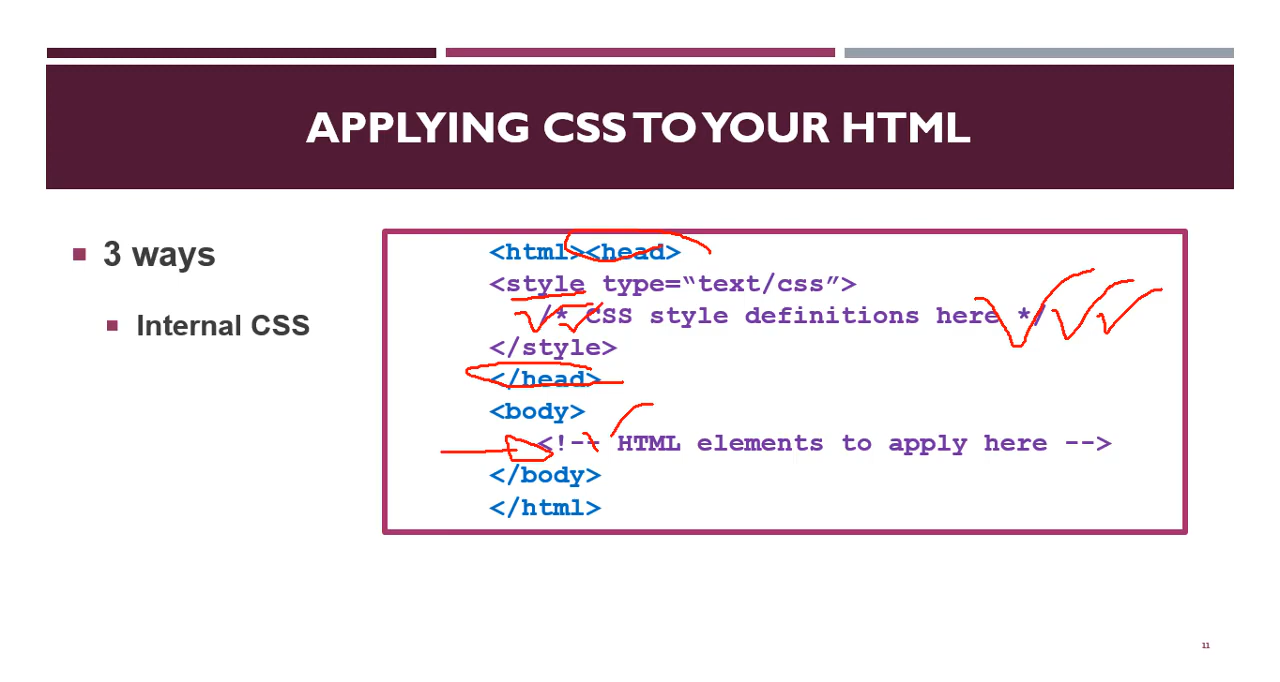 APPLYING CSS TO YOUR HTML
3 ways
Internal CSS
<html><head>
<style type=“text/css”>
/* CSS style definitions here */
</style>
</head>
<body>
<!-- HTML elements to apply here -->
</body>
</html>
11